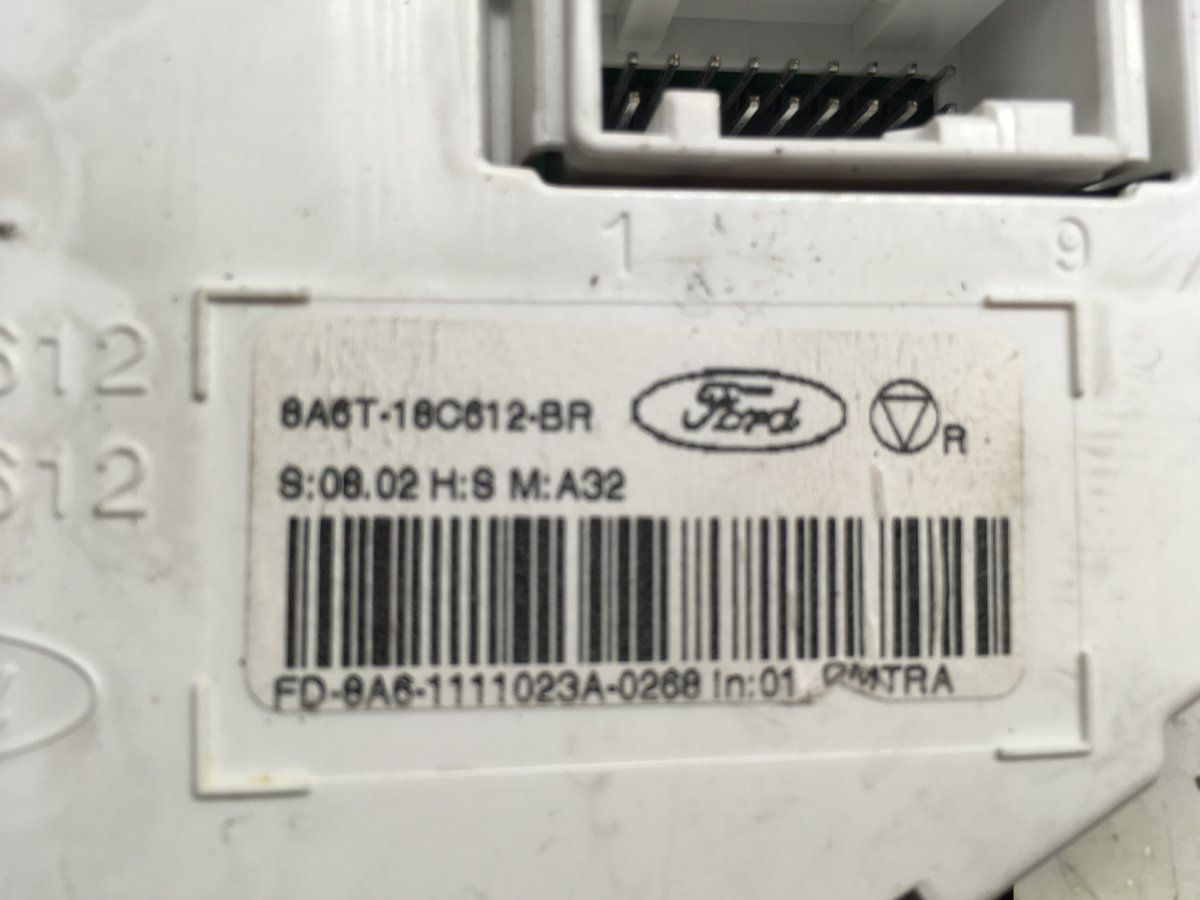 1 9
612
612
8A6T-18C612-BR Ford R
S:08.02 H:S M:A32
FD-8A6-1111023A-0268 In:01